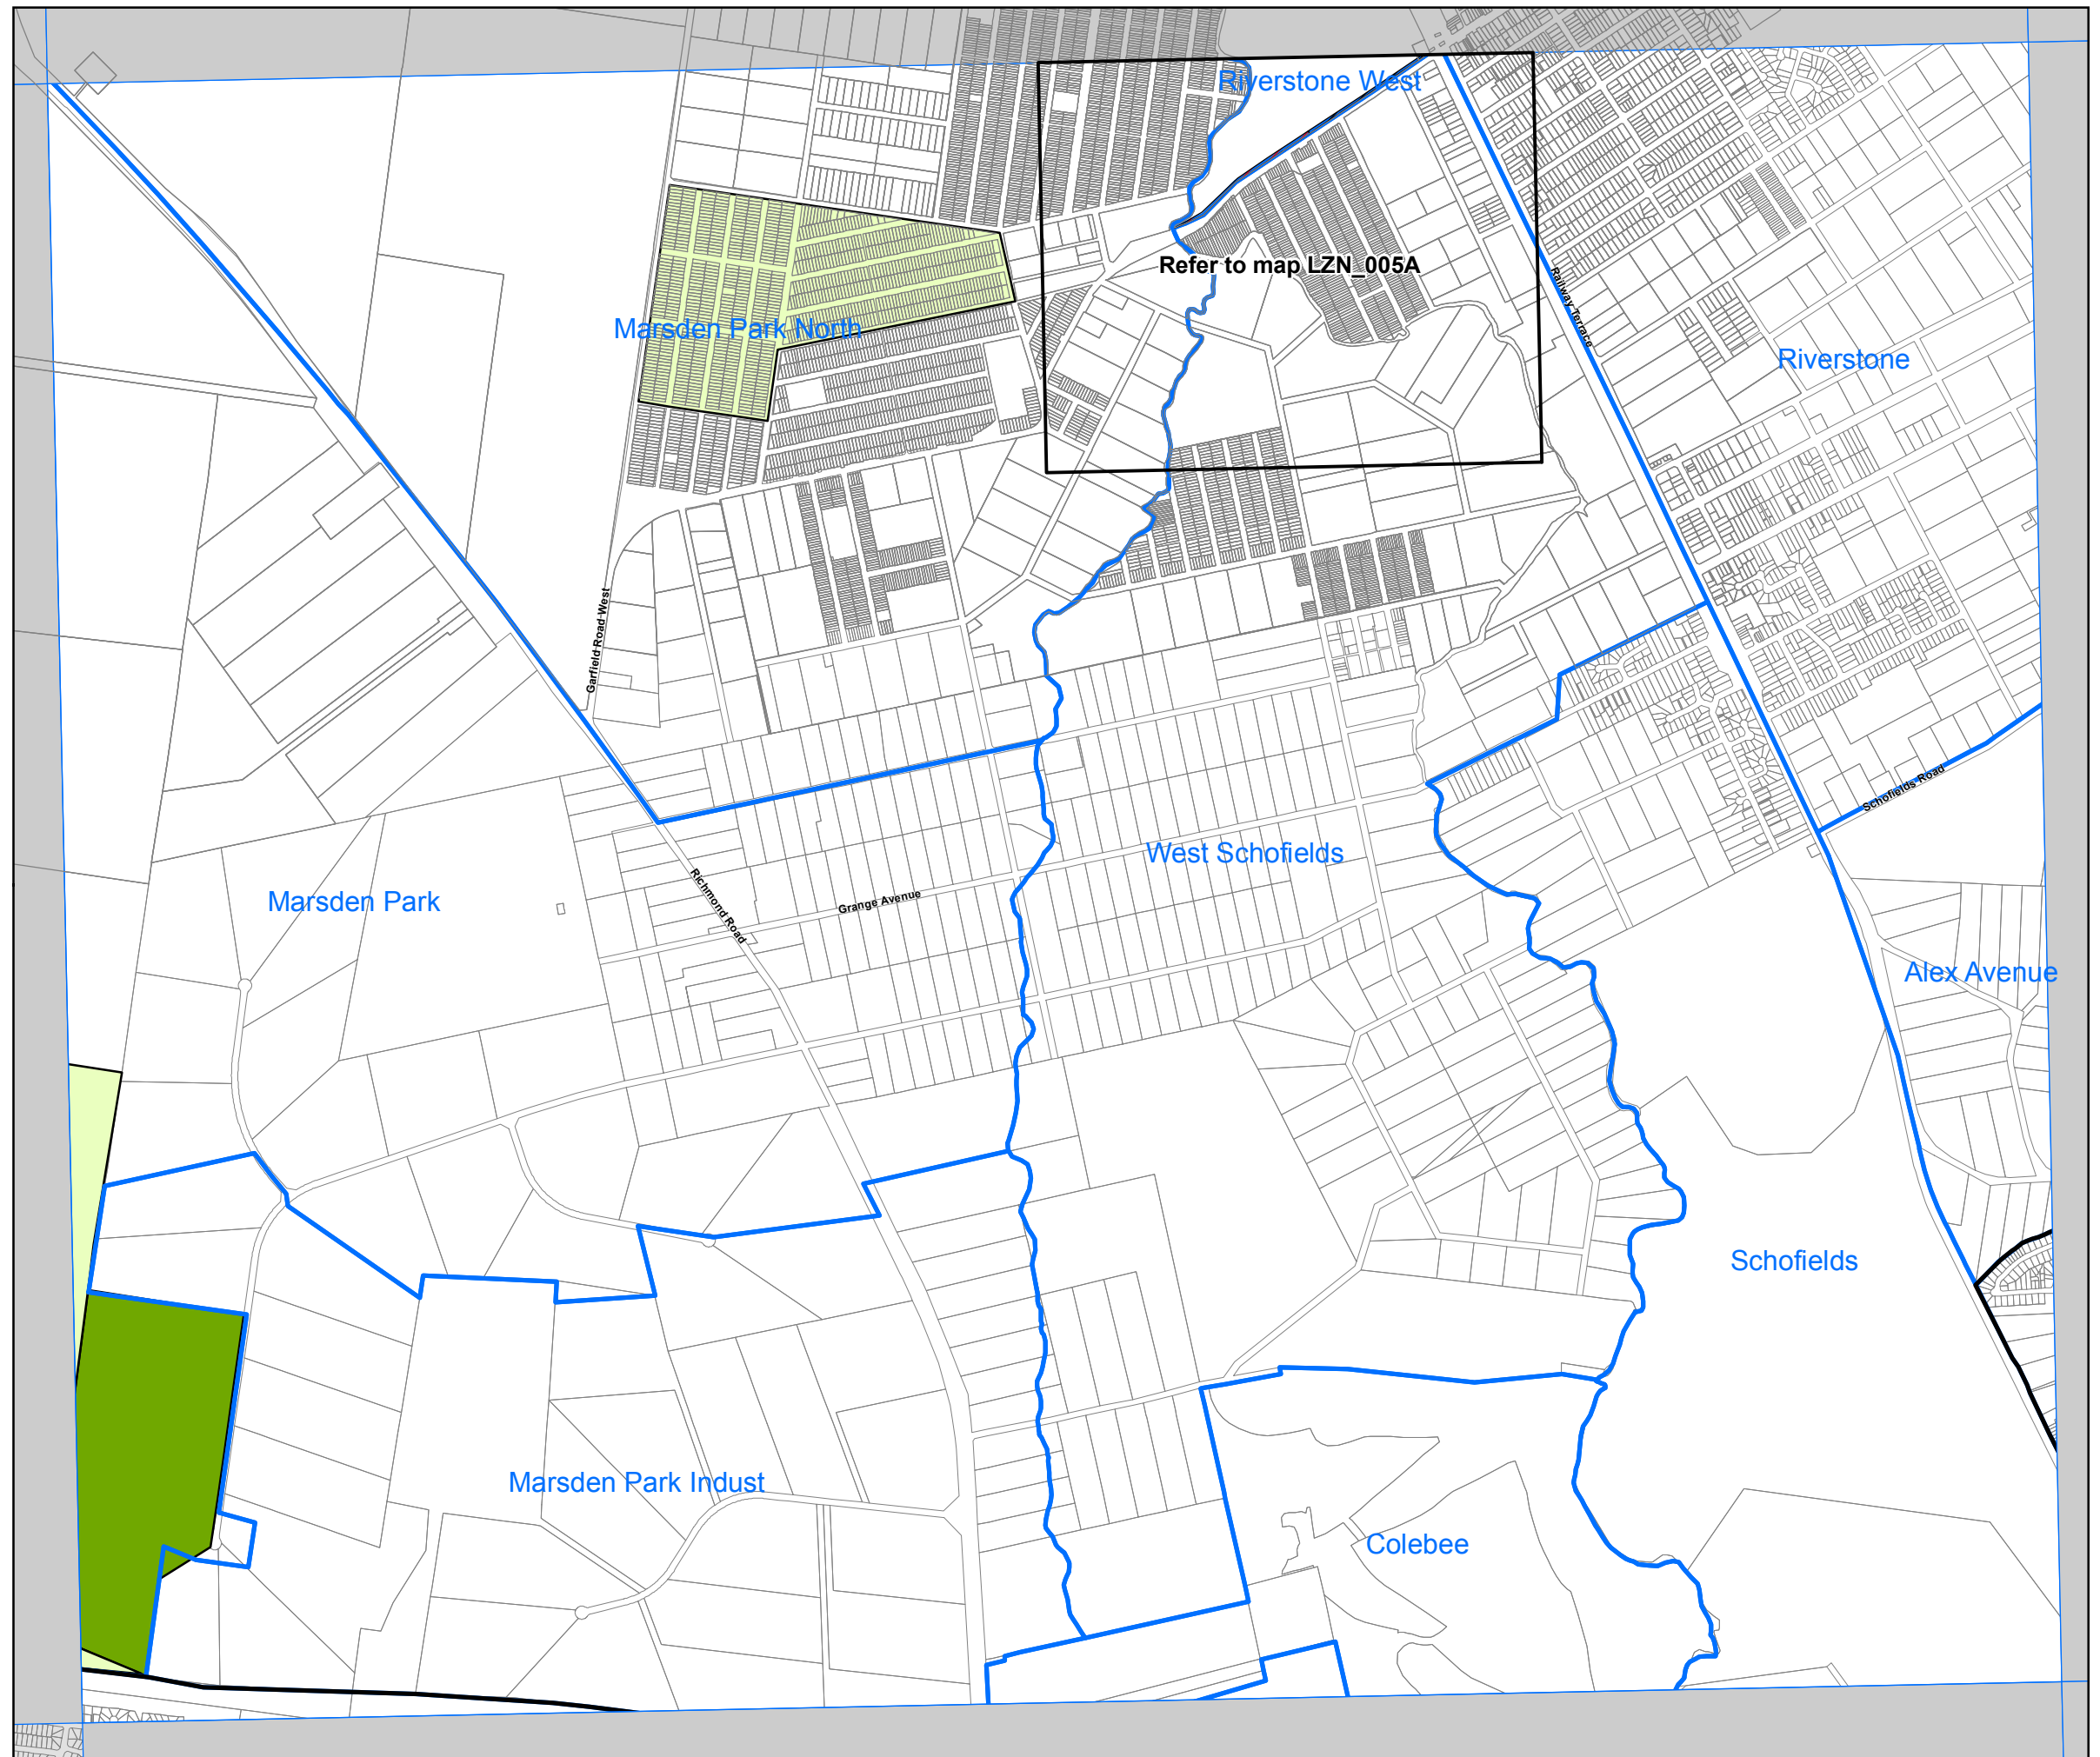 Riverstone West
Refer to map LZN_005A
Railway Terrace
Marsden Park North
Riverstone
Garfield Road West
Schofields Road
West Schofields
Marsden Park
Grange Avenue
Richmond Road
Alex Avenue
Schofields
Marsden Park Indust
Colebee